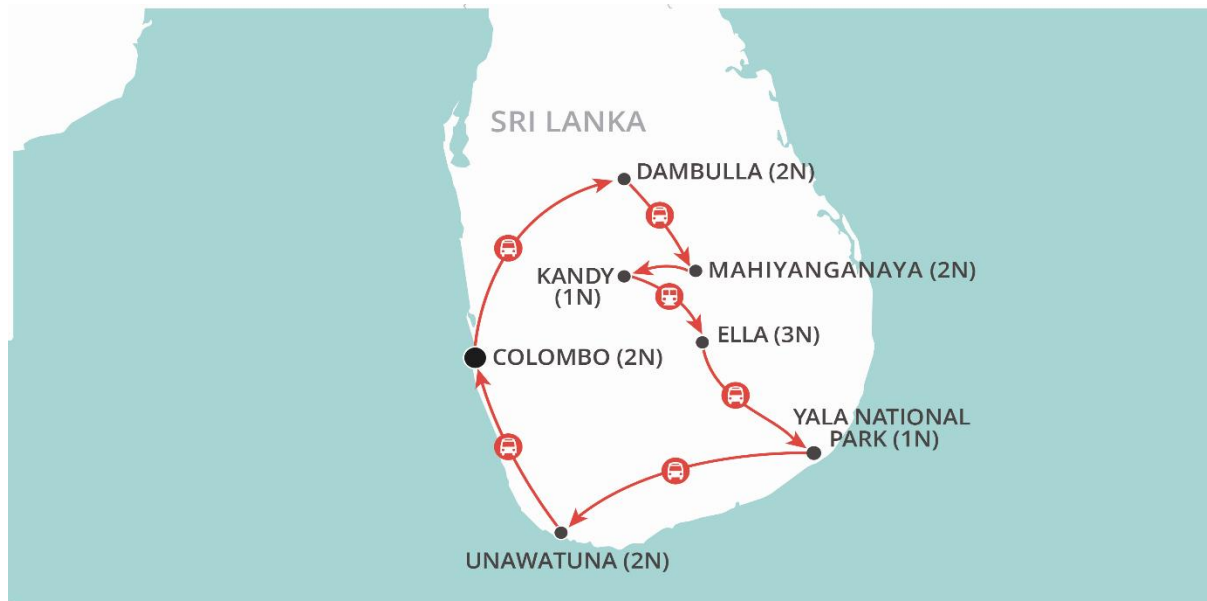 SRI LANKA
DAMBULLA (2N)
MAHIYANGANAYA (2N)
KANDY
(1N)
ELLA (3N)
COLOMBO (2N)
YALA NATIONAL
PARK (1N)
UNAWATUNA (2N)